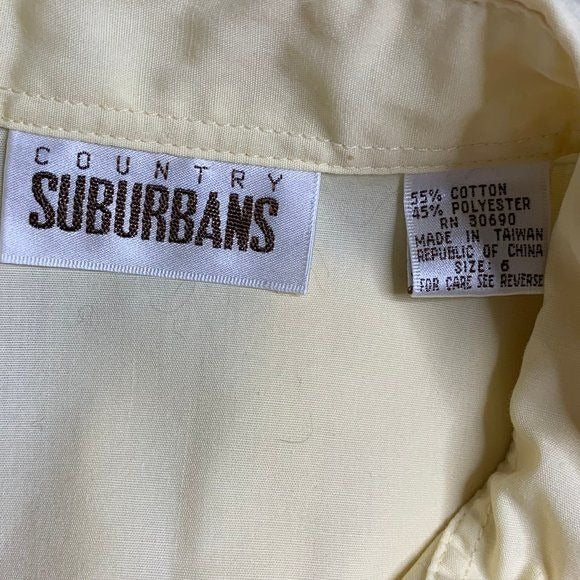 COUNTRY
SUBURBANS
55% COTTON
45% POLYESTER
RN 30690
MADE IN TAIWAN
REPUBLIC OF CHINA
SIZE: 6
FOR CARE SEE REVERSE